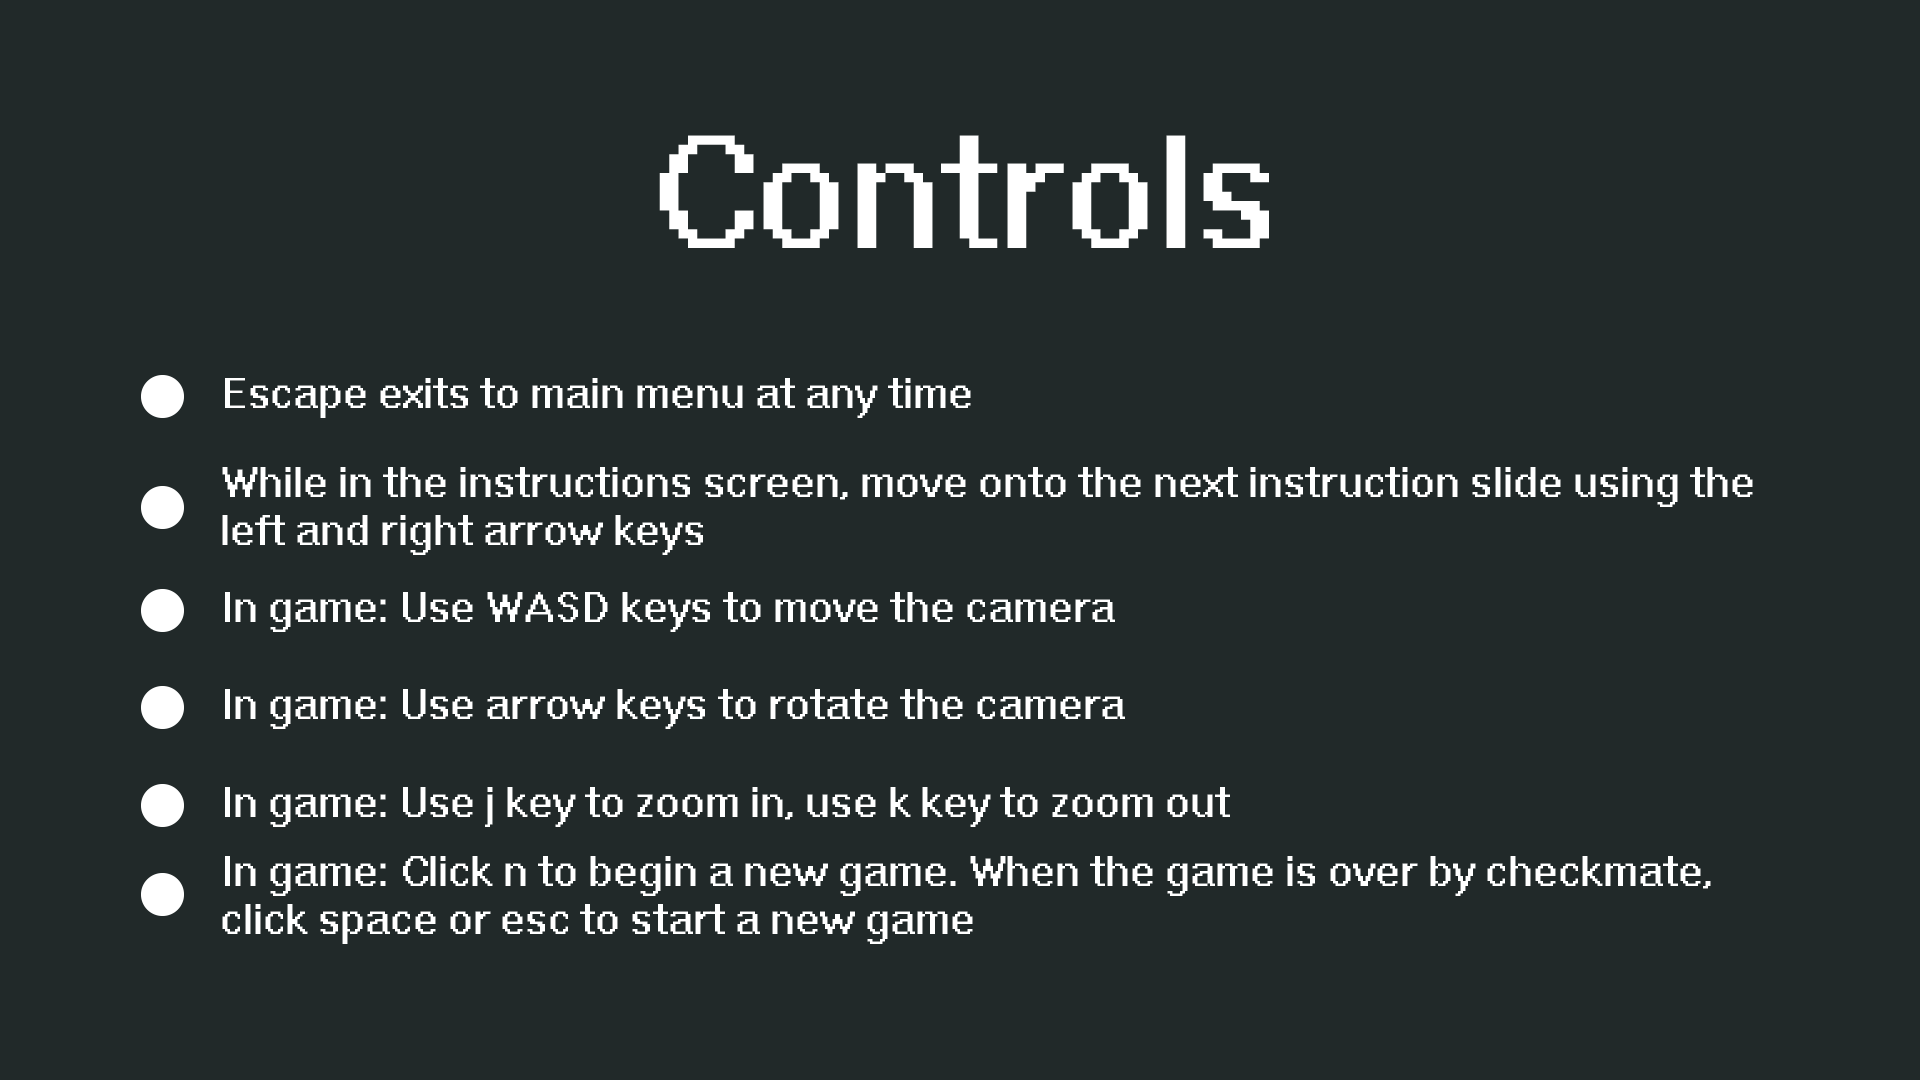 Controls
Escape exits to main menu at any time
While in the instructions screen, move onto the next instruction slide using the
left and right arrow keys
In game: Use WASD keys to move the camera
In game: Use arrow keys to rotate the camera
In game: Use j key to zoom in, use k key to zoom out
In game: Click n to begin a new game. When the game is over by checkmate,
click space or esc to start a new game